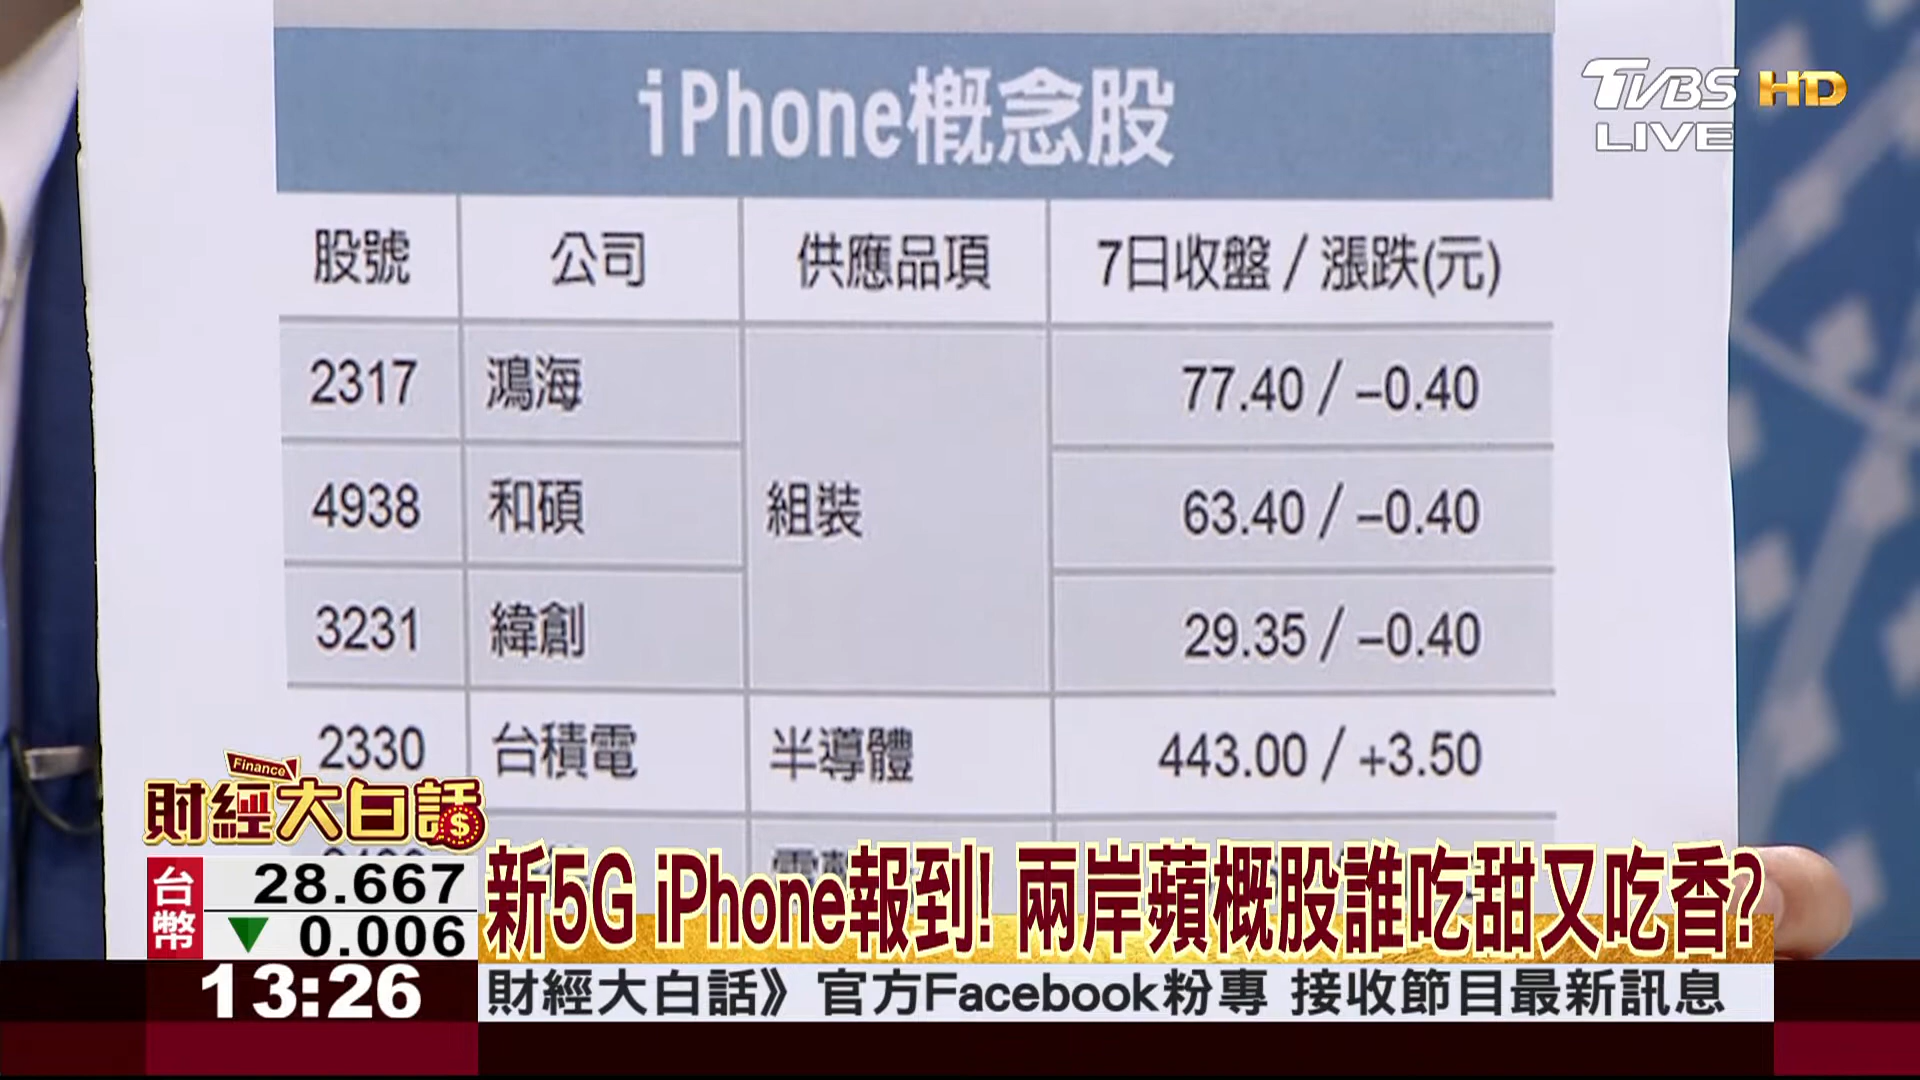 iPhone概念股
TVBS HD
LIVE
股號 公司 供應品項 7日收盤/漲跌(元)
2317 鴻海 77.40/-0.40
4938 和碩 組裝 63.40/-0.40
3231 緯創 29.35/-0.40
2330 台積電 半導體 443.00/+3.50
Finance
財經大白話
台幣 28.667
▼0.006
新5G iPhone報到! 兩岸蘋概股誰吃甜又吃香?
13:26
財經大白話》官方Facebook粉專 接收節目最新訊息